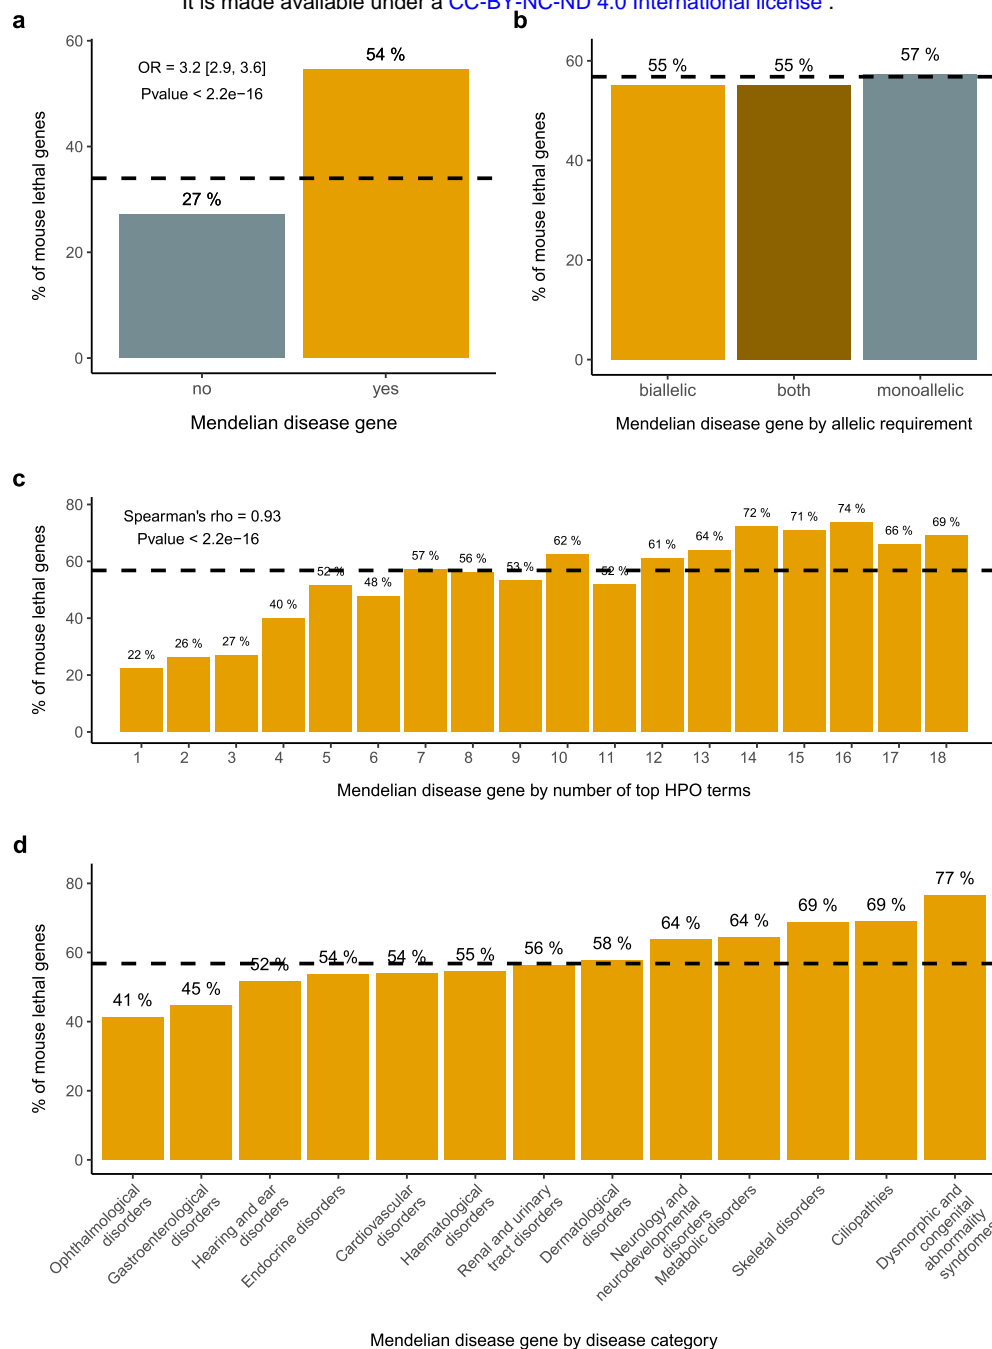 It is made available under a CC-BY-NC-ND 4.0 International license .
a
60
40
20
0
% of mouse lethal genes
OR = 3.2 [2.9, 3.6]
Pvalue < 2.2e−16
27 %
54 %
no
yes
Mendelian disease gene
b
60
40
20
0
% of mouse lethal genes
55 %
55 %
57 %
biallelic
both
monoallelic
Mendelian disease gene by allelic requirement
c
80
60
40
20
0
% of mouse lethal genes
Spearman's rho = 0.93
Pvalue < 2.2e−16
22 %
26 %
27 %
40 %
52 %
48 %
57 %
56 %
53 %
62 %
52 %
61 %
64 %
72 %
71 %
74 %
66 %
69 %
1
2
3
4
5
6
7
8
9
10
11
12
13
14
15
16
17
18
Mendelian disease gene by number of top HPO terms
d
80
60
40
20
0
% of mouse lethal genes
41 %
45 %
52 %
54 %
54 %
55 %
56 %
58 %
64 %
64 %
69 %
69 %
77 %
Ophthalmological
disorders
Gastroenterological
disorders
Hearing and ear
disorders
Endocrine disorders
Cardiovascular
disorders
Haematological
disorders
Renal and urinary
tract disorders
Dermatological
disorders
Neurology and
neurodevelopmental
disorders
Metabolic disorders
Skeletal disorders
Ciliopathies
Dysmorphic and
congenital
abnormality
syndromes
Mendelian disease gene by disease category